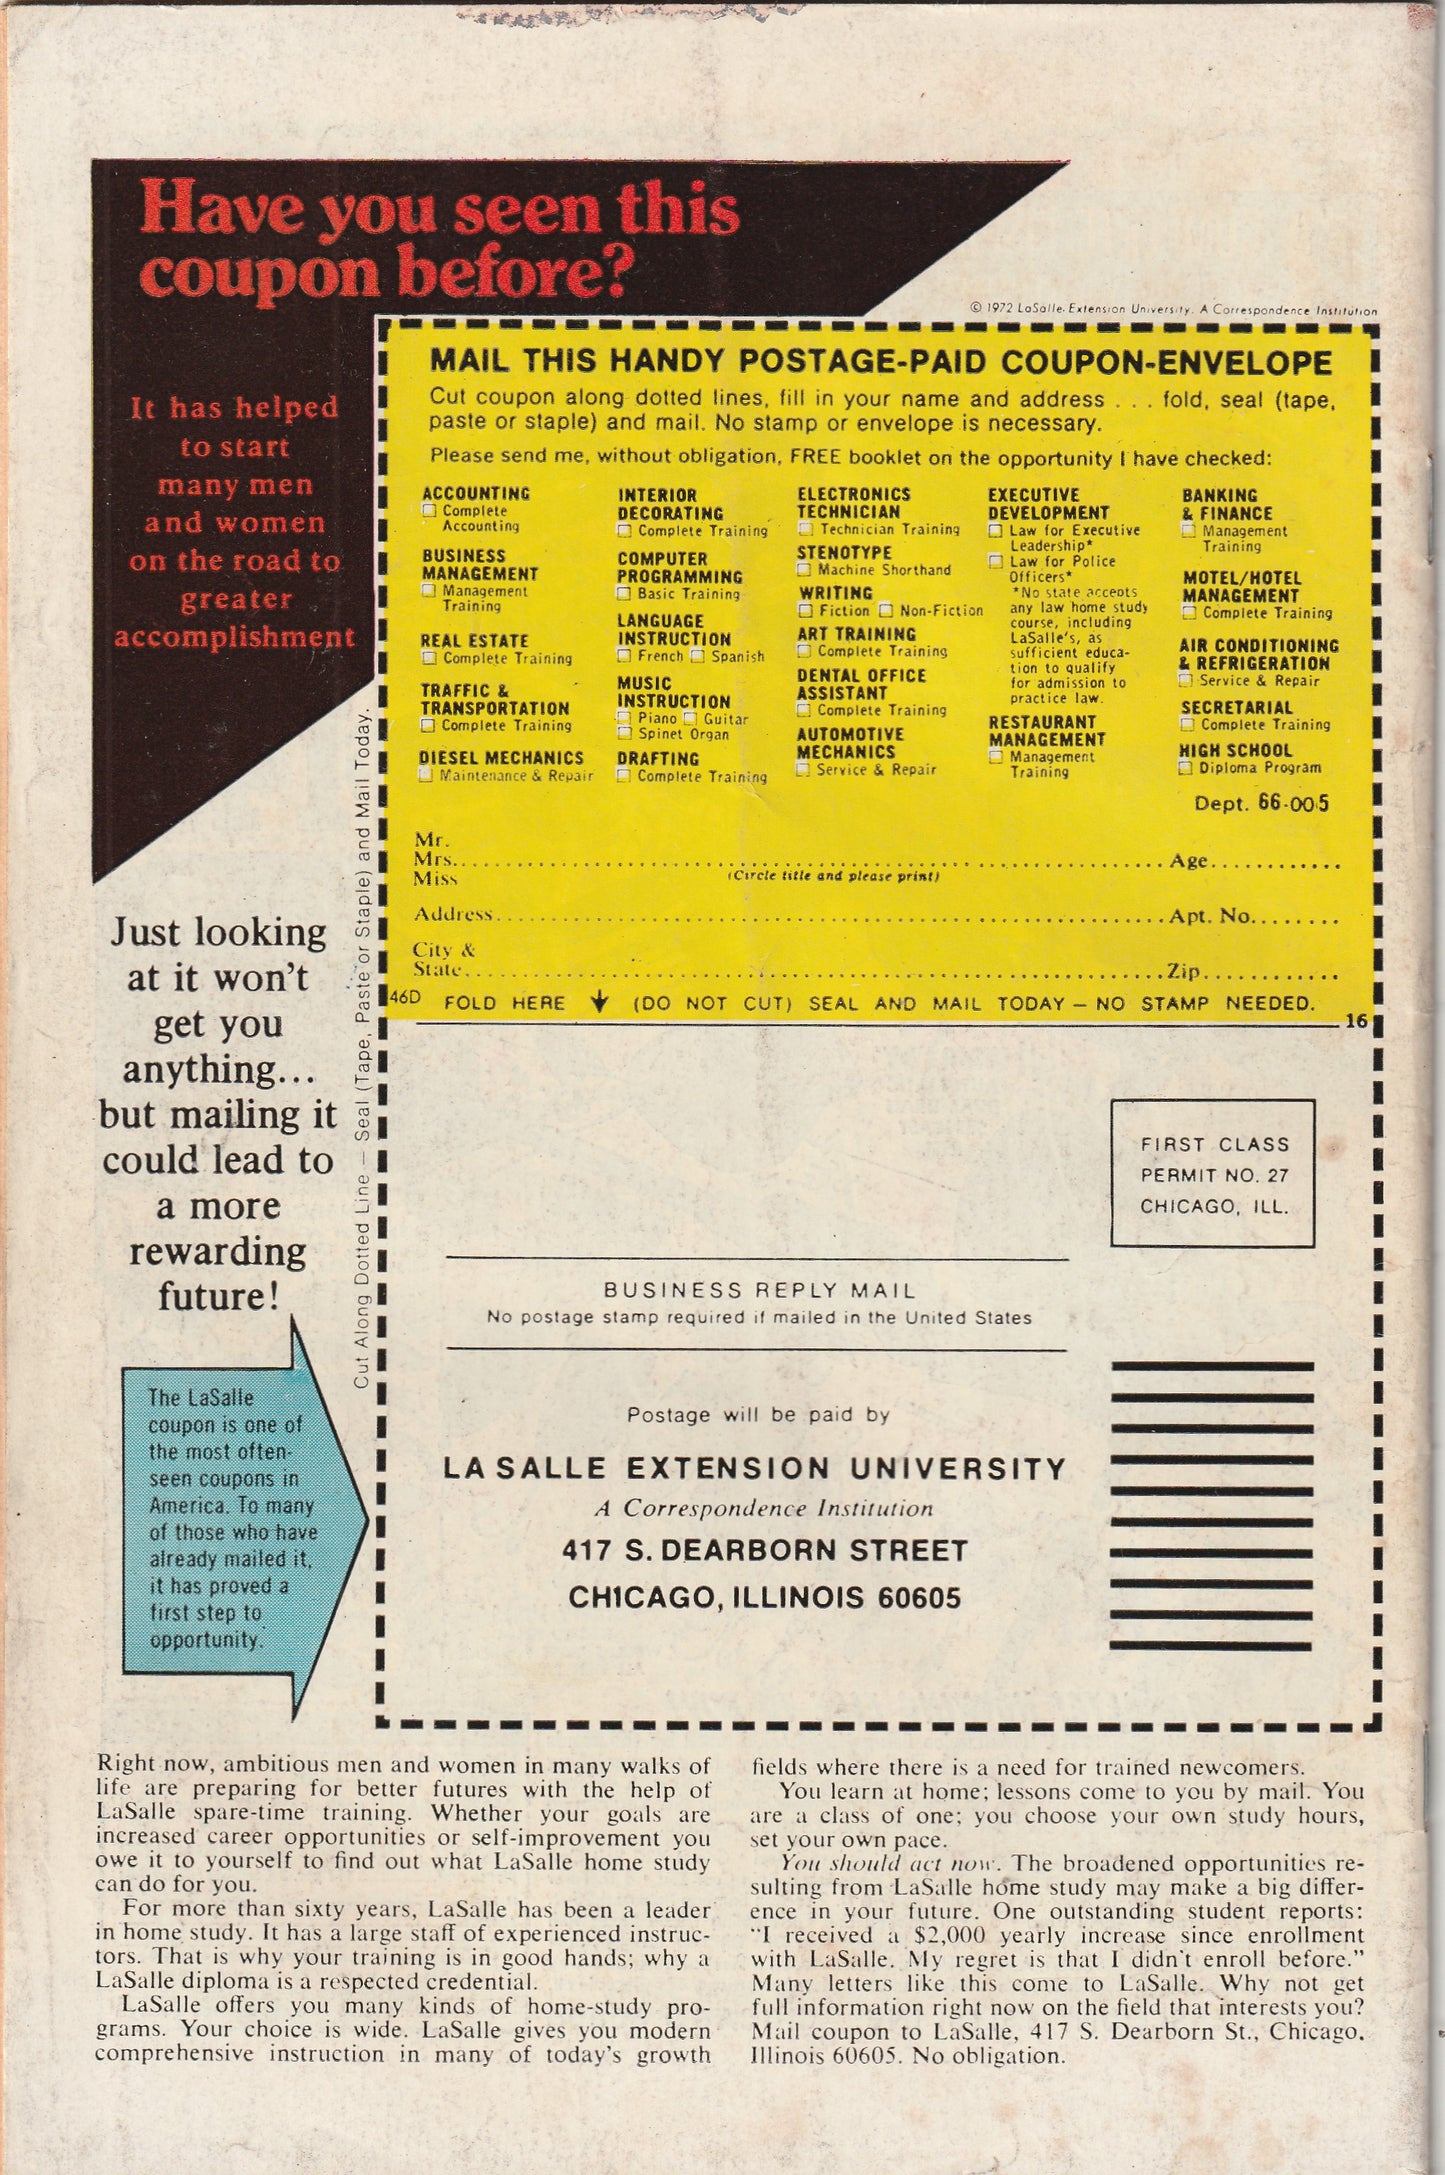 Have you seen this
coupon before?
It has helped
to start
many men
and women
on the road to
greater
accomplishment
© 1972 LaSalle Extension University. A Correspondence Institution
MAIL THIS HANDY POSTAGE-PAID COUPON-ENVELOPE
Cut coupon along dotted lines, fill in your name and address . . . fold, seal (tape,
paste or staple) and mail. No stamp or envelope is necessary.
Please send me, without obligation, FREE booklet on the opportunity I have checked:
ACCOUNTING
Complete
Accounting
BUSINESS
MANAGEMENT
Management
Training
REAL ESTATE
Complete Training
TRAFFIC &
TRANSPORTATION
Complete Training
DIESEL MECHANICS
Maintenance & Repair
INTERIOR
DECORATING
Complete Training
COMPUTER
PROGRAMMING
Basic Training
LANGUAGE
INSTRUCTION
French Spanish
MUSIC
INSTRUCTION
Piano Guitar
Spinet Organ
DRAFTING
Complete Training
ELECTRONICS
TECHNICIAN
Technician Training
STENOTYPE
Machine Shorthand
WRITING
Fiction Non-Fiction
ART TRAINING
Complete Training
DENTAL OFFICE
ASSISTANT
Complete Training
AUTOMOTIVE
MECHANICS
Service & Repair
EXECUTIVE
DEVELOPMENT
Law for Executive
Leadership*
Law for Police
Officers*
*No state accepts
any law home study
course, including
LaSalle's, as
sufficient educa-
tion to qualify
for admission to
practice law.
RESTAURANT
MANAGEMENT
Management
Training
BANKING
& FINANCE
Management
Training
MOTEL/HOTEL
MANAGEMENT
Complete Training
AIR CONDITIONING
& REFRIGERATION
Service & Repair
SECRETARIAL
Complete Training
HIGH SCHOOL
Diploma Program
Dept. 66-005
Mr.
Mrs. Age
Miss (Circle title and please print)
Address Apt. No.
City &
State Zip
46D FOLD HERE (DO NOT CUT) SEAL AND MAIL TODAY – NO STAMP NEEDED.
16
Cut Along Dotted Line – Seal (Tape, Paste or Staple) and Mail Today.
Just looking
at it won't
get you
anything...
but mailing it
could lead to
a more
rewarding
future!
FIRST CLASS
PERMIT NO. 27
CHICAGO, ILL.
BUSINESS REPLY MAIL
No postage stamp required if mailed in the United States
Postage will be paid by
LA SALLE EXTENSION UNIVERSITY
A Correspondence Institution
417 S. DEARBORN STREET
CHICAGO, ILLINOIS 60605
The LaSalle
coupon is one of
the most often-
seen coupons in
America. To many
of those who have
already mailed it,
it has proved a
first step to
opportunity.
Right now, ambitious men and women in many walks of
life are preparing for better futures with the help of
LaSalle spare-time training. Whether your goals are
increased career opportunities or self-improvement you
owe it to yourself to find out what LaSalle home study
can do for you.
For more than sixty years, LaSalle has been a leader
in home study. It has a large staff of experienced instruc-
tors. That is why your training is in good hands; why a
LaSalle diploma is a respected credential.
LaSalle offers you many kinds of home-study pro-
grams. Your choice is wide. LaSalle gives you modern
comprehensive instruction in many of today's growth
fields where there is a need for trained newcomers.
You learn at home; lessons come to you by mail. You
are a class of one; you choose your own study hours,
set your own pace.
You should act now. The broadened opportunities re-
sulting from LaSalle home study may make a big differ-
ence in your future. One outstanding student reports:
"I received a $2,000 yearly increase since enrollment
with LaSalle. My regret is that I didn't enroll before."
Many letters like this come to LaSalle. Why not get
full information right now on the field that interests you?
Mail coupon to LaSalle, 417 S. Dearborn St., Chicago,
Illinois 60605. No obligation.